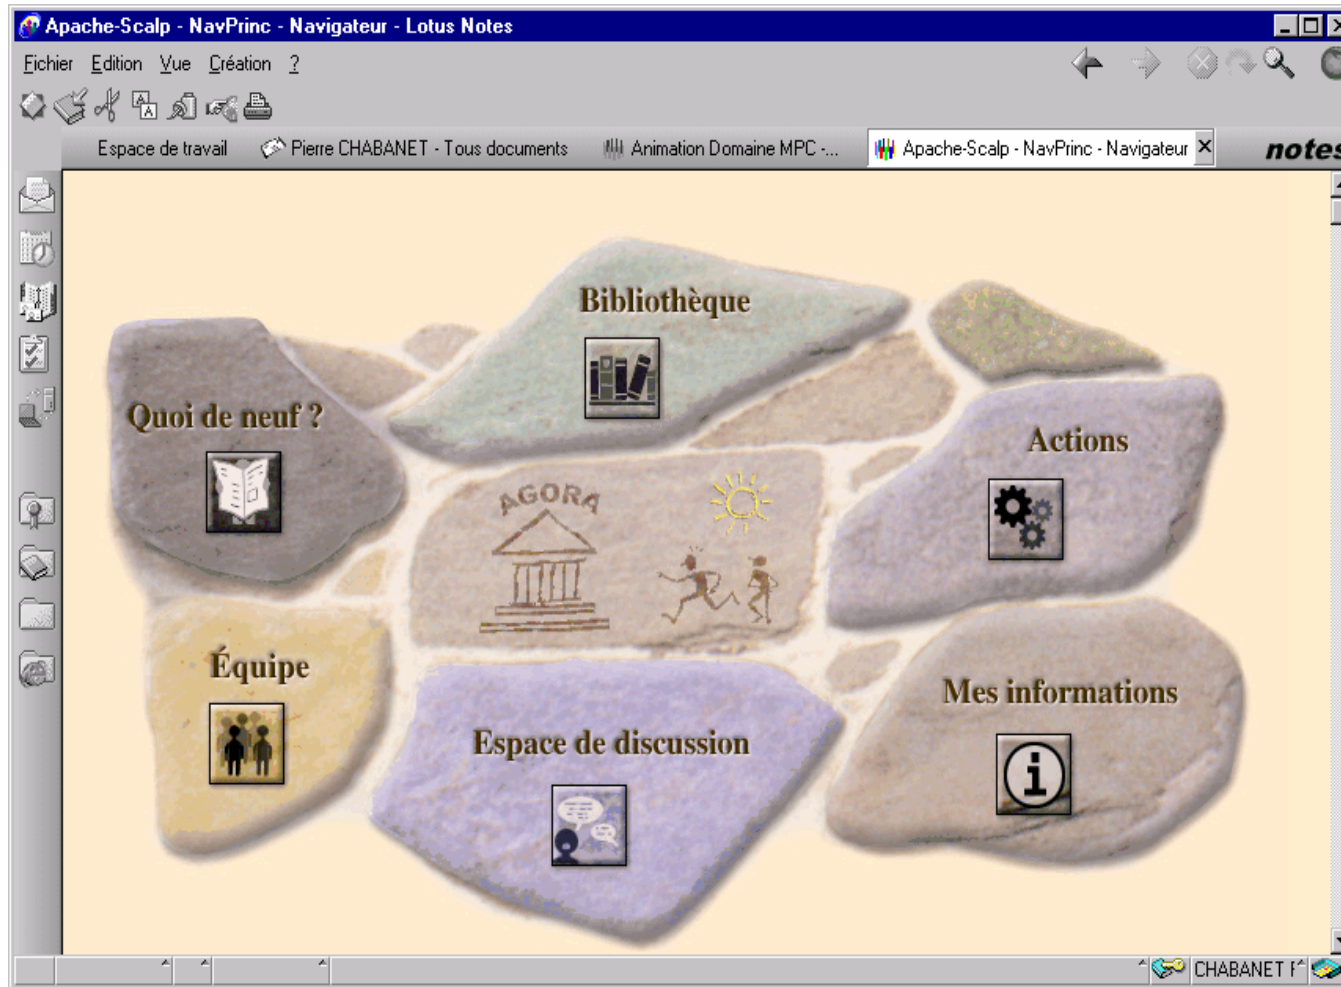 Apache-Scalp - NavPrinc - Navigateur - Lotus Notes
Fichier Edition Vue Création ?
Espace de travail
Pierre CHABANET - Tous documents
Animation Domaine MPC -...
Apache-Scalp - NavPrinc - Navigateur
notes
Bibliothèque
Quoi de neuf ?
Actions
AGORA
Équipe
Mes informations
Espace de discussion
CHABANET